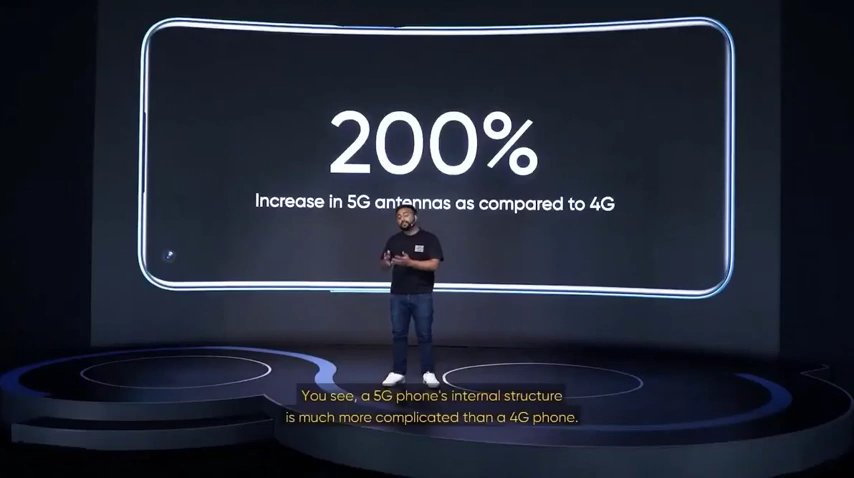 200%
Increase in 5G antennas as compared to 4G
You see, a 5G phone's internal structure
is much more complicated than a 4G phone.